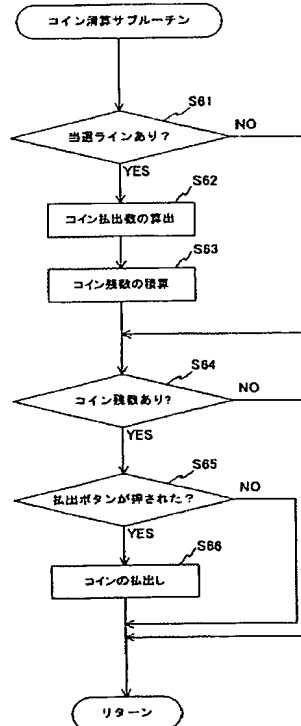 コイン清算サブルーチン
S61
当選ラインあり?
NO
YES
S62
コイン払出数の算出
S63
コイン残数の積算
S64
コイン残数あり?
NO
YES
S65
払出ボタンが押された?
NO
YES
S66
コインの払出し
リターン